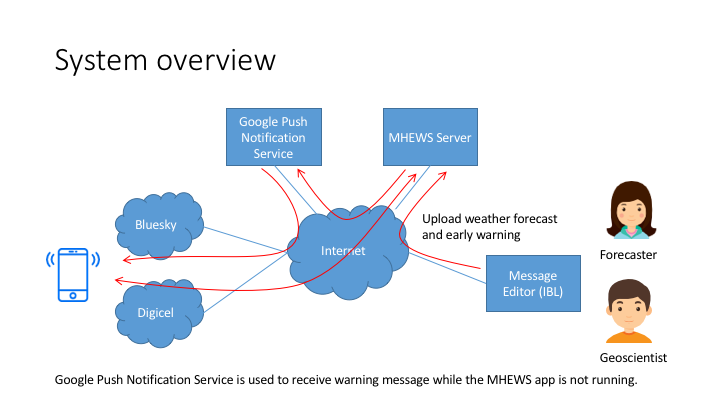 System overview
Google Push
Notification
Service
MHEWS Server
Bluesky
Internet
Upload weather forecast
and early warning
Forecaster
Message
Editor (IBL)
Digicel
Geoscientist
Google Push Notification Service is used to receive warning message while the MHEWS app is not running.